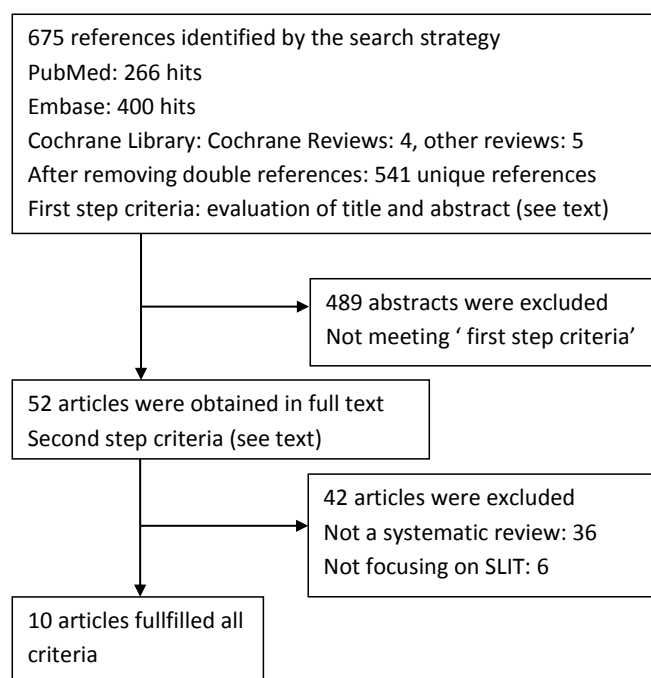 675 references identified by the search strategy
PubMed: 266 hits
Embase: 400 hits
Cochrane Library: Cochrane Reviews: 4, other reviews: 5
After removing double references: 541 unique references
First step criteria: evaluation of title and abstract (see text)
489 abstracts were excluded
Not meeting ‘ first step criteria’
52 articles were obtained in full text
Second step criteria (see text)
42 articles were excluded
Not a systematic review: 36
Not focusing on SLIT: 6
10 articles fullfilled all
criteria